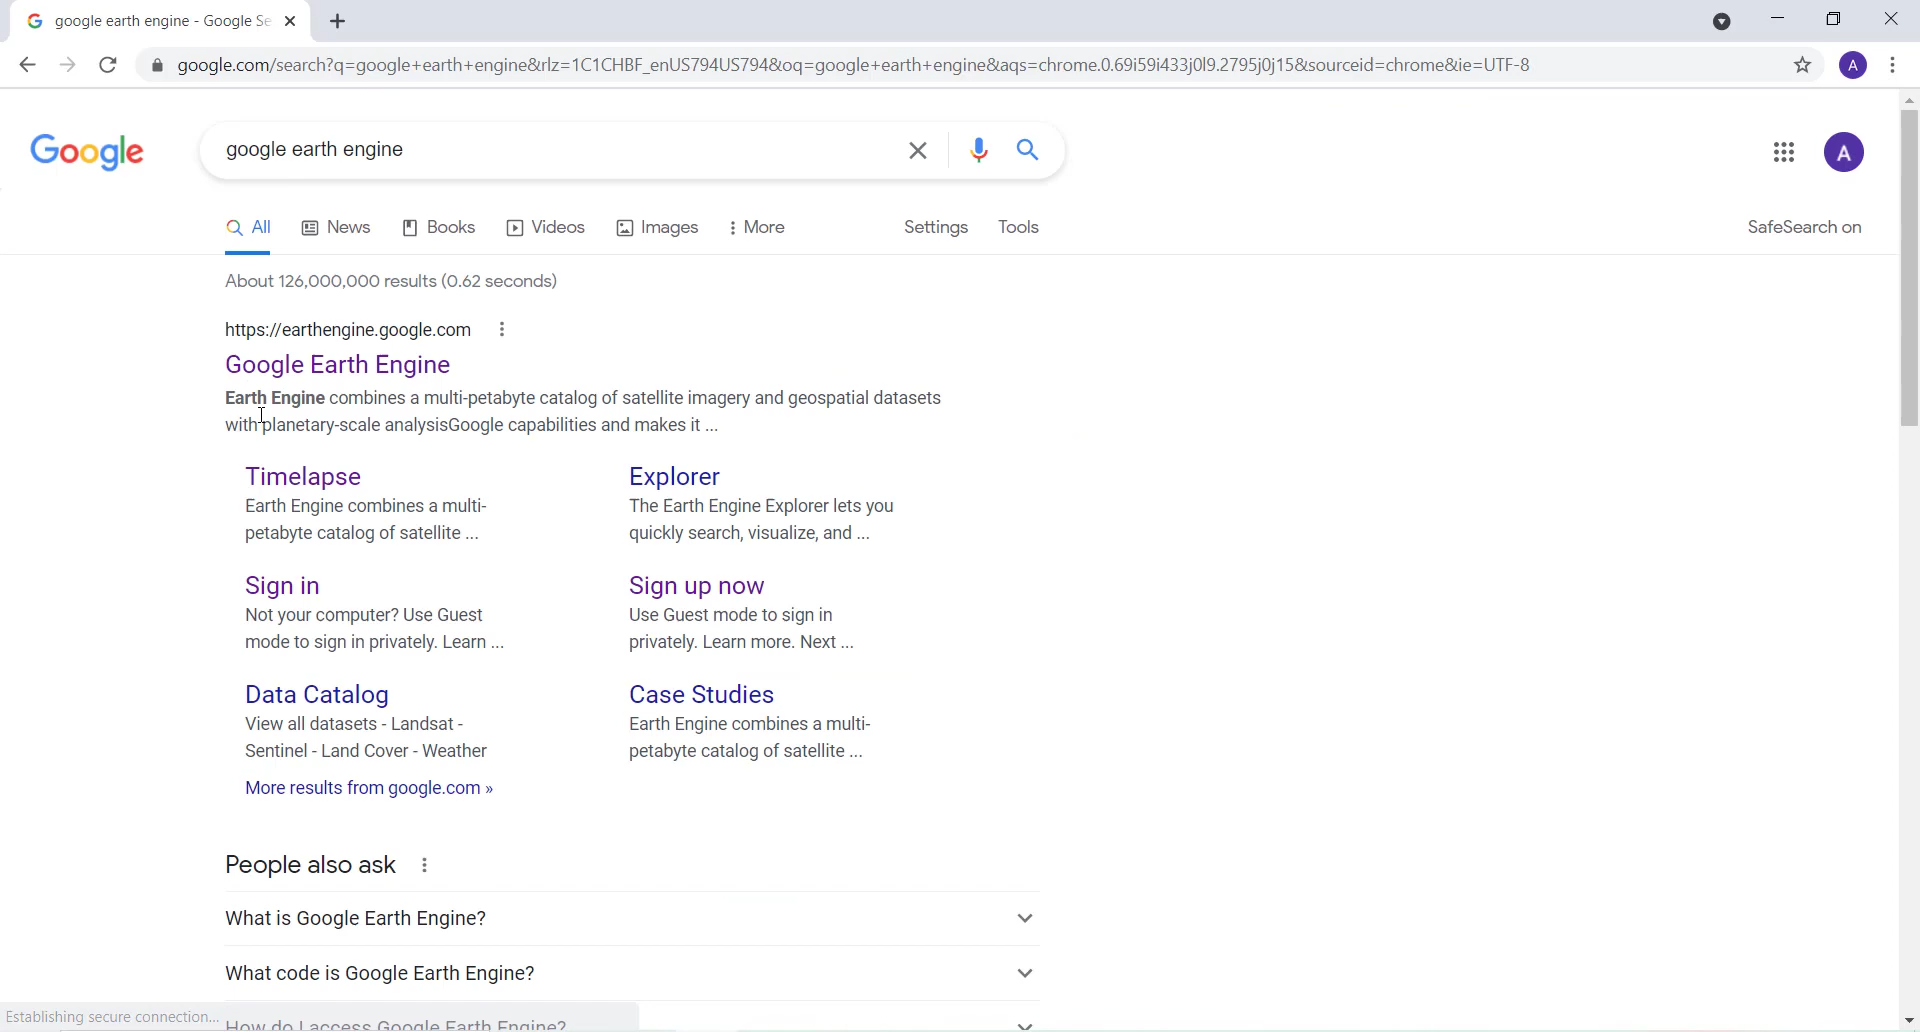 google earth engine - Google Se
google.com/search?q=google+earth+engine&rlz=1C1CHBF_enUS794US794&oq=google+earth+engine&aqs=chrome.0.69i59i433j0l9.2795j0j15&sourceid=chrome&ie=UTF-8
A
Google
google earth engine
A
All News Books Videos Images More Settings Tools SafeSearch on
About 126,000,000 results (0.62 seconds)
https://earthengine.google.com
Google Earth Engine
Earth Engine combines a multi-petabyte catalog of satellite imagery and geospatial datasets
with planetary-scale analysisGoogle capabilities and makes it ...
Timelapse
Earth Engine combines a multi-
petabyte catalog of satellite ...
Explorer
The Earth Engine Explorer lets you
quickly search, visualize, and ...
Sign in
Not your computer? Use Guest
mode to sign in privately. Learn ...
Sign up now
Use Guest mode to sign in
privately. Learn more. Next ...
Data Catalog
View all datasets - Landsat -
Sentinel - Land Cover - Weather
Case Studies
Earth Engine combines a multi-
petabyte catalog of satellite ...
More results from google.com »
People also ask
What is Google Earth Engine?
What code is Google Earth Engine?
How do I access Google Earth Engine?
Establishing secure connection...